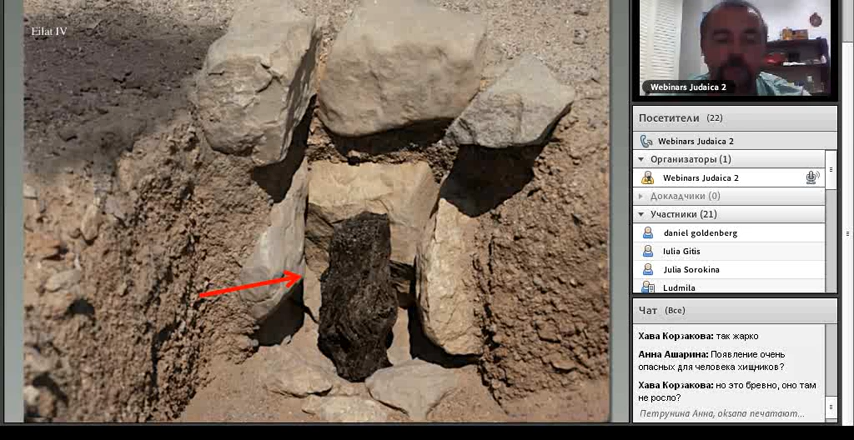 Eilat IV
Webinars Judaica 2
Посетители (22)
Webinars Judaica 2
Организаторы (1)
Webinars Judaica 2
Докладчики (0)
Участники (21)
daniel goldenberg
Iulia Gitis
Julia Sorokina
Ludmila
Чат (Все)
Хава Корзакова: так жарко
Анна Ашарина: Появление очень
опасных для человека хищников?
Хава Корзакова: но это бревно, оно там
не росло?
Петрунина Анна, oksana печатают...